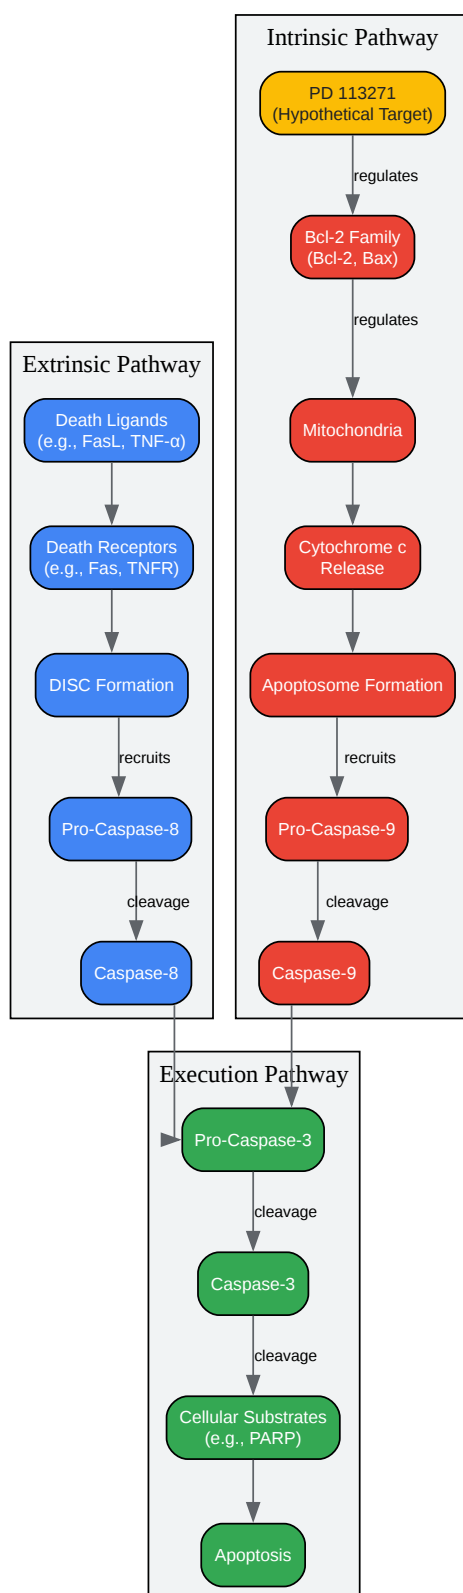 Intrinsic Pathway
PD 113271
(Hypothetical Target)
regulates
Bcl-2 Family
(Bcl-2, Bax)
regulates
Mitochondria
Cytochrome c
Release
Apoptosome Formation
recruits
Pro-Caspase-9
cleavage
Caspase-9
Extrinsic Pathway
Death Ligands
(e.g., FasL, TNF-α)
Death Receptors
(e.g., Fas, TNFR)
DISC Formation
recruits
Pro-Caspase-8
cleavage
Caspase-8
Execution Pathway
Pro-Caspase-3
cleavage
Caspase-3
cleavage
Cellular Substrates
(e.g., PARP)
Apoptosis